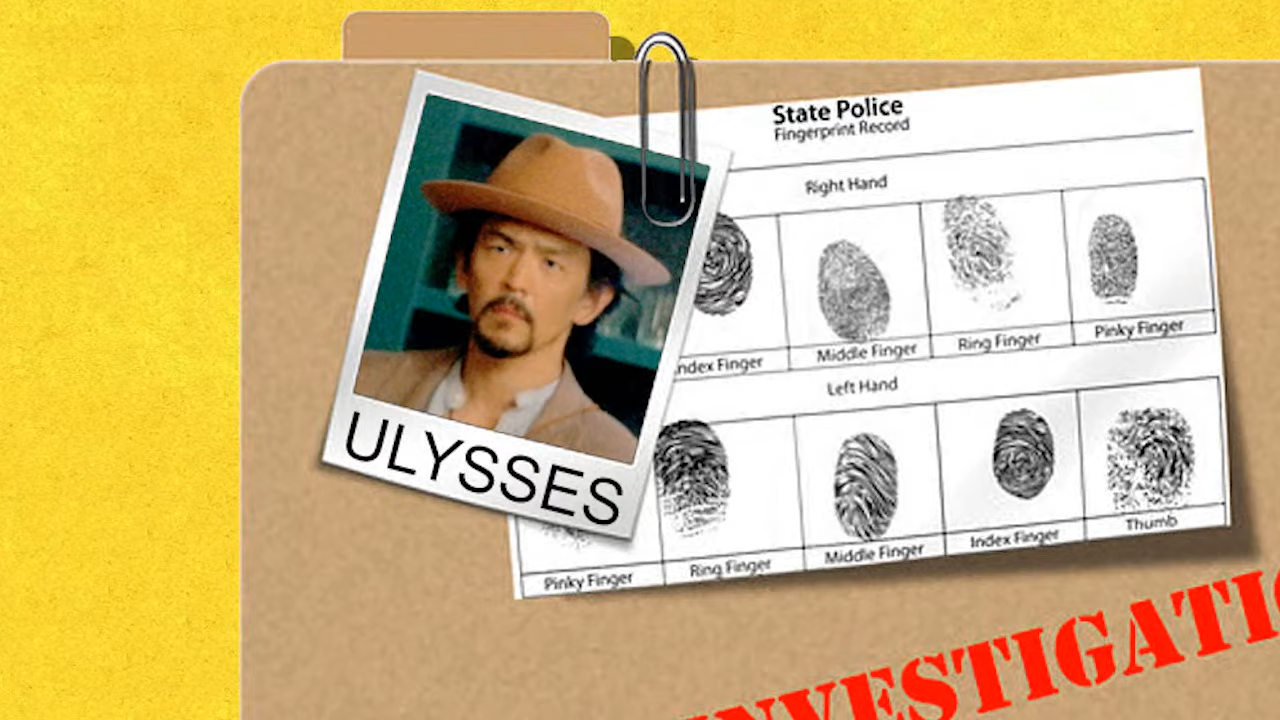 State Police
Fingerprint Record
Right Hand
ndex Finger
Middle Finger
Ring Finger
Pinky Finger
Left Hand
ULYSSES
Pinky Finger
Ring Finger
Middle Finger
Index Finger
Thumb
INVESTIGATIO